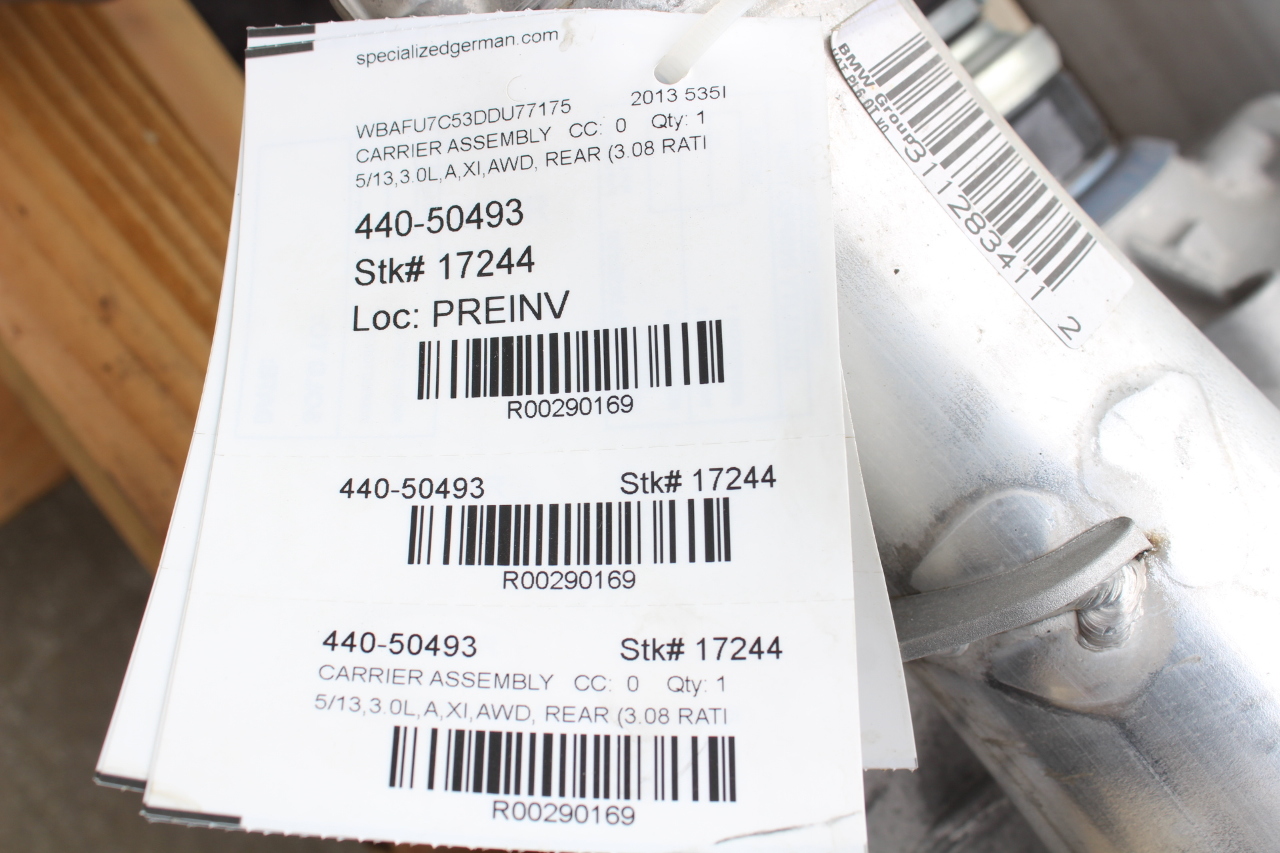 specializedgerman.com
WBAFU7C53DDU77175 2013 535I
CARRIER ASSEMBLY CC: 0 Qty: 1
5/13,3.0L,A,XI,AWD, REAR (3.08 RATI
440-50493
Stk# 17244
Loc: PREINV
R00290169
440-50493 Stk# 17244
R00290169
440-50493 Stk# 17244
CARRIER ASSEMBLY CC: 0 Qty: 1
5/13,3.0L,A,XI,AWD, REAR (3.08 RATI
R00290169
BMW Group
31128341 1 2